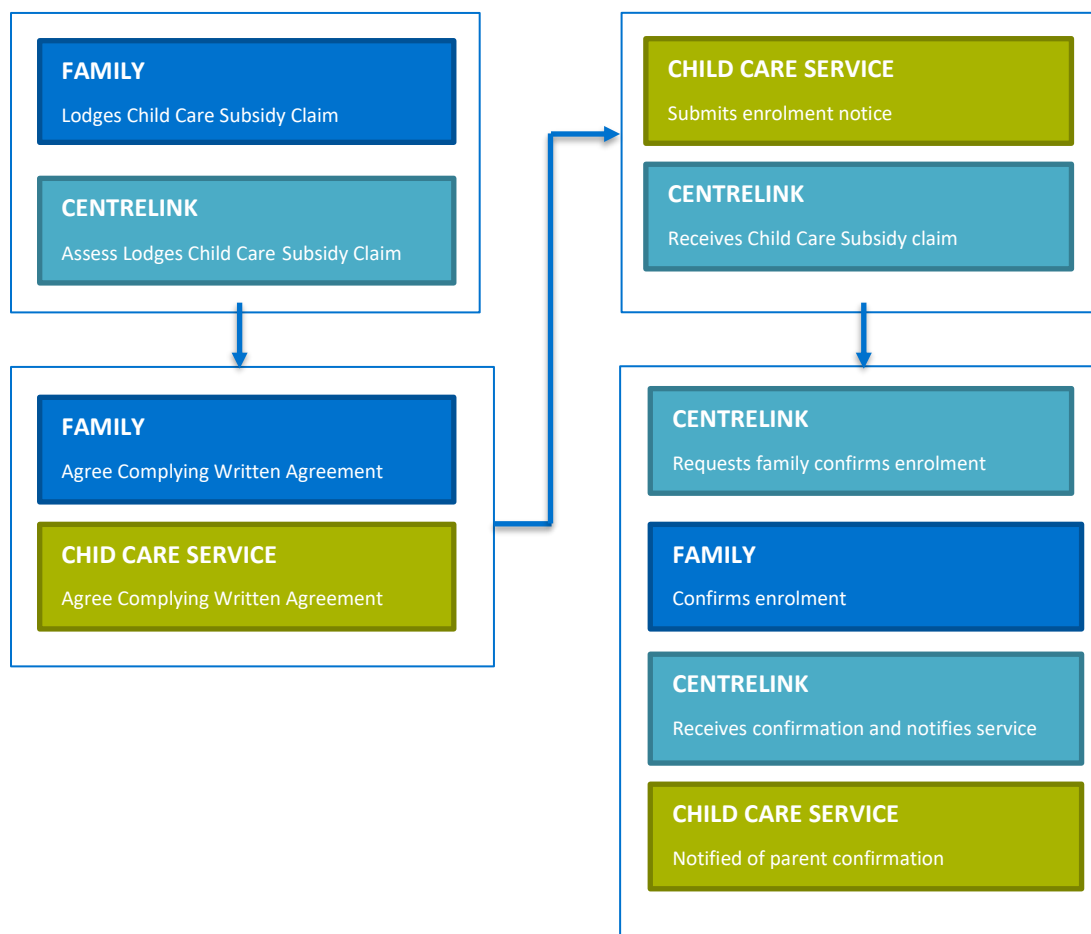 FAMILY
Lodges Child Care Subsidy Claim
CENTRELINK
Assess Lodges Child Care Subsidy Claim
FAMILY
Agree Complying Written Agreement
CHID CARE SERVICE
Agree Complying Written Agreement
CHILD CARE SERVICE
Submits enrolment notice
CENTRELINK
Receives Child Care Subsidy claim
CENTRELINK
Requests family confirms enrolment
FAMILY
Confirms enrolment
CENTRELINK
Receives confirmation and notifies service
CHILD CARE SERVICE
Notified of parent confirmation